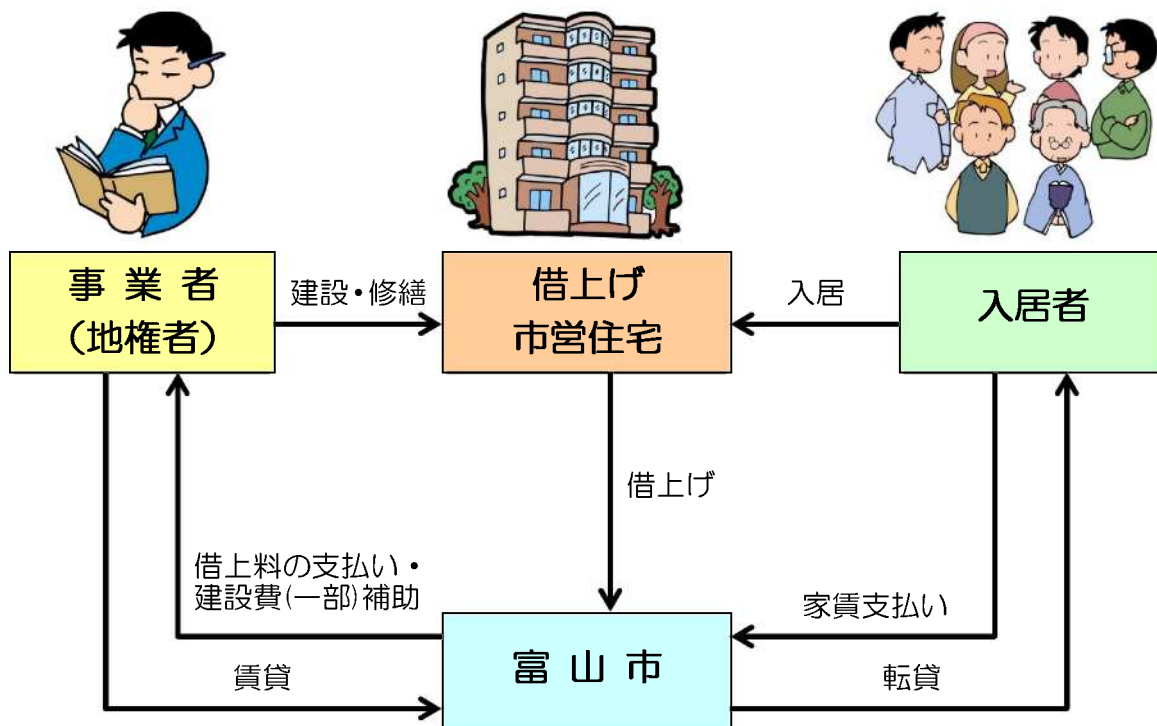 事業者
(地権者)
建設・修繕
借上げ
市営住宅
入居
入居者
借上げ
借上料の支払い・
建設費(一部)補助
家賃支払い
賃貸
富山市
転貸